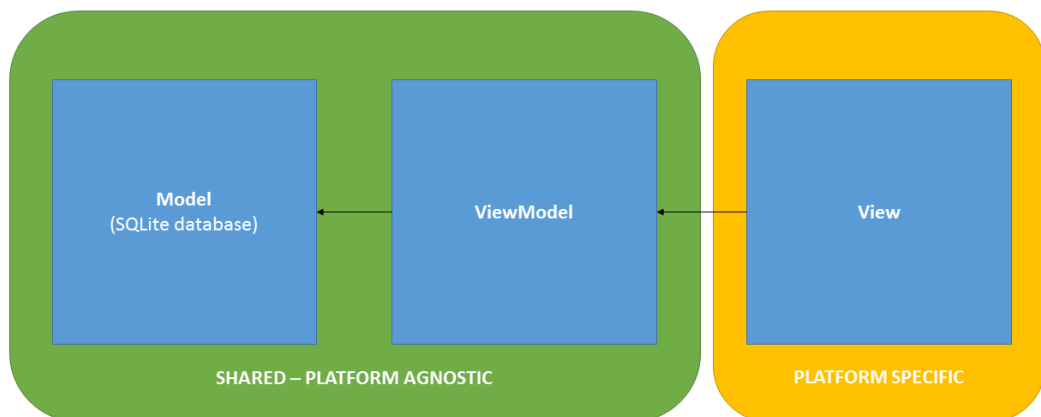 Model
(SQLite database)
ViewModel
View
SHARED – PLATFORM AGNOSTIC
PLATFORM SPECIFIC